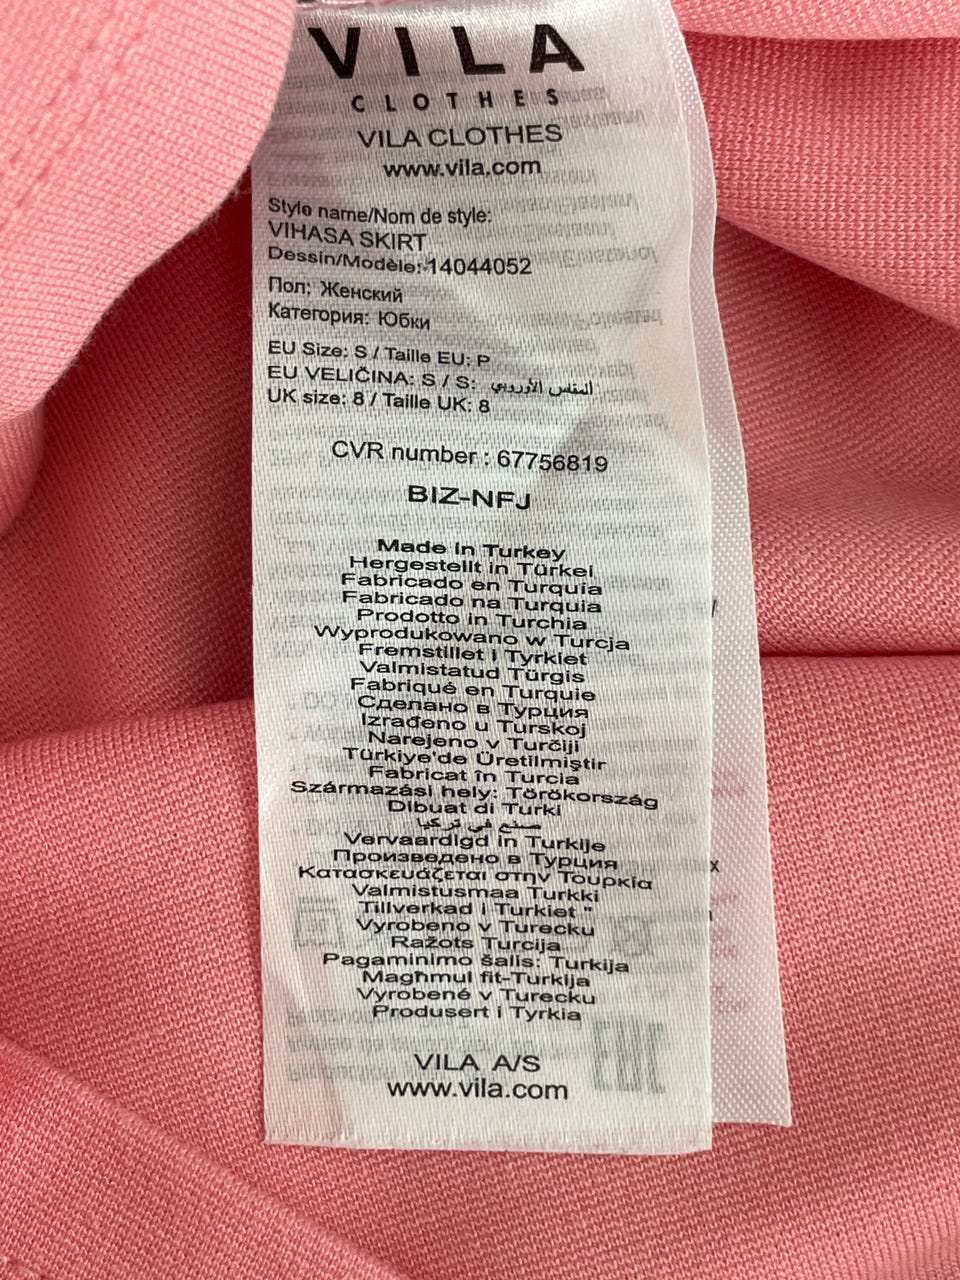 VILA
CLOTHES
VILA CLOTHES
www.vila.com
Style name/Nom de style:
VIHASA SKIRT
Dessin/Modèle: 14044052
Пол: Женский
Категория: Юбки
EU Size: S / Taille EU: P
EU VELIČINA: S / S: المقاس الأوروبي
UK size: 8 / Taille UK: 8
CVR number : 67756819
BIZ-NFJ
Made in Turkey
Hergestellt in Türkei
Fabricado en Turquía
Fabricado na Turquia
Prodotto in Turchia
Wyprodukowano w Turcja
Fremstillet i Tyrkiet
Valmistatud Türgis
Fabriqué en Turquie
Сделано в Турция
Izrađeno u Turskoj
Narejeno v Turčiji
Türkiye'de Üretilmiştir
Fabricat în Turcia
Származási hely: Törökország
Dibuat di Turki
صنع في تركيا
Vervaardigd in Turkije
Произведено в Турция
Κατασκευάζεται στην Τουρκία
Valmistusmaa Turkki
Tillverkad i Turkiet "
Vyrobeno v Turecku
Ražots Turcija
Pagaminimo šalis: Turkija
Magħmul fit-Turkija
Vyrobené v Turecku
Produsert i Tyrkia
VILA A/S
www.vila.com